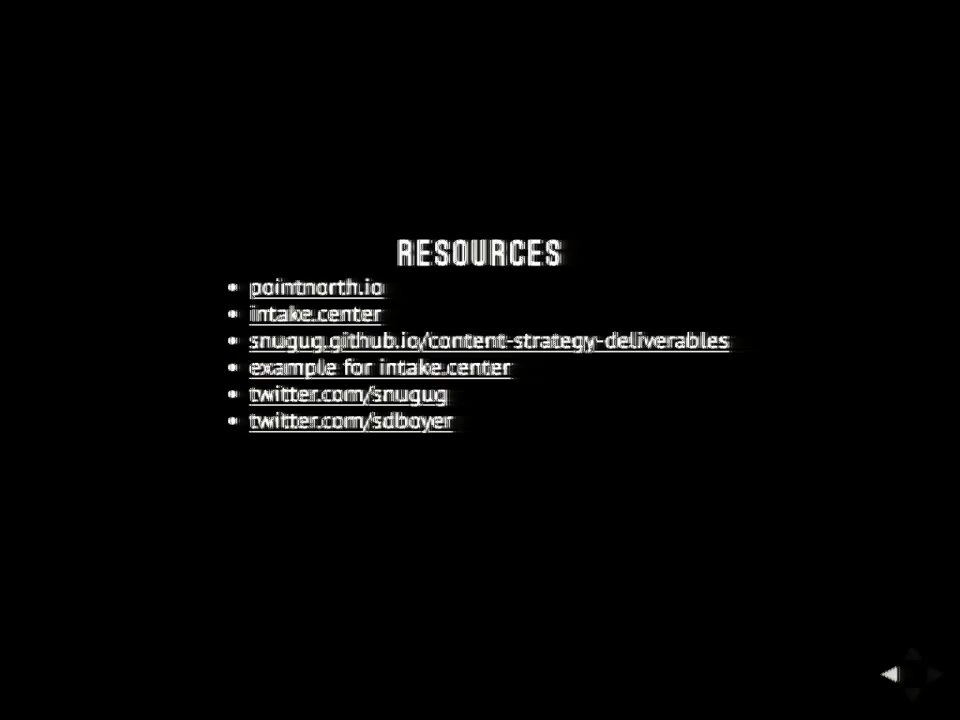 RESOURCES
• pointnorth.io
• intake.center
• snugug.github.io/content-strategy-deliverables
• example for intake.center
• twitter.com/snugug
• twitter.com/sdboyer